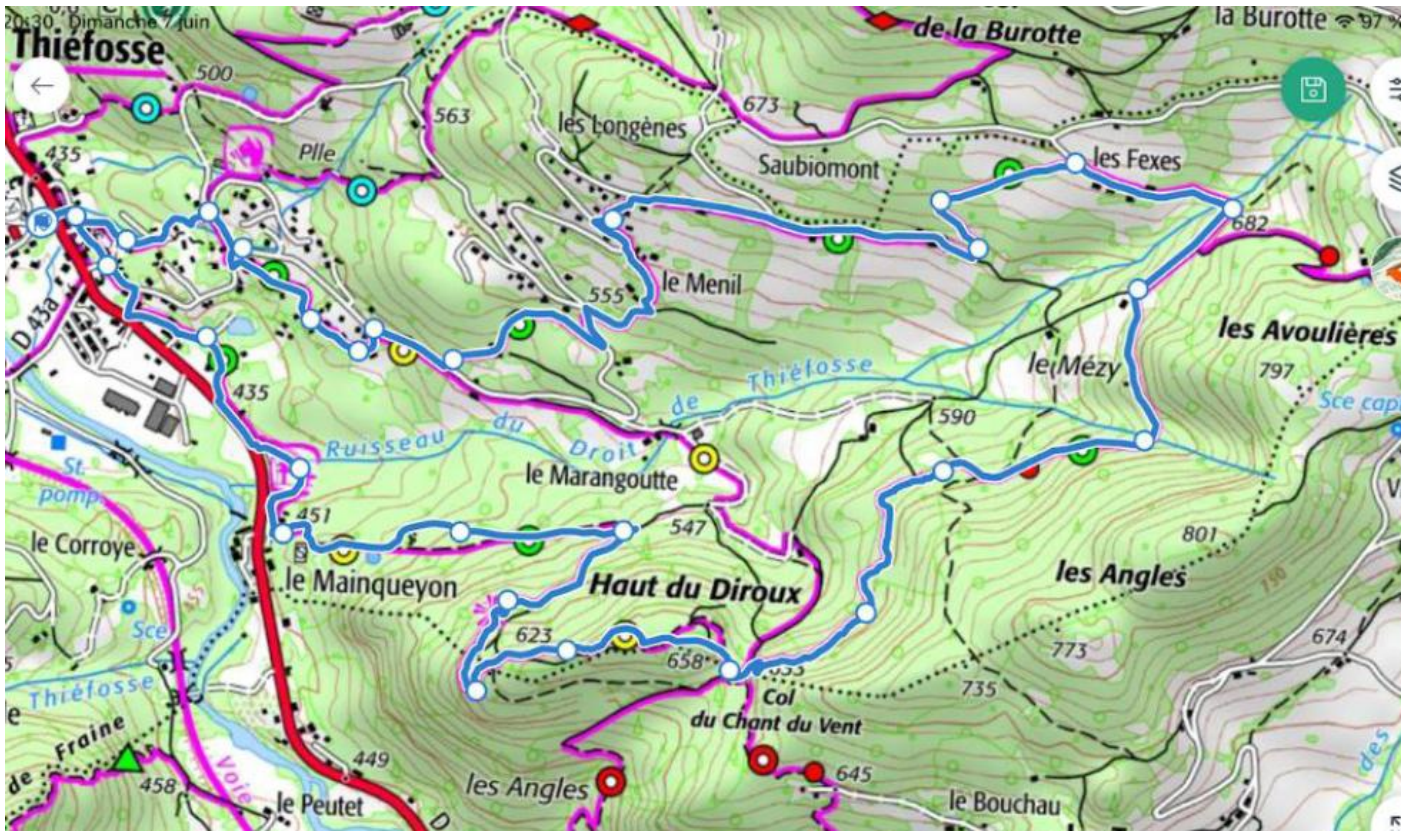 20:30 Dimanche 7 juin
97 %
de la Burotte
la Burotte
Thiéfosse
500
673
563
les Longènes
435
Plle
Saubiomont
les Fexes
682
D 43a
555
le Menil
les Avoulières
797
le Mézy
Thiéfosse
de
Sce
435
590
Ruisseau du Droit
St.
pomp.
le Marangoutte
451
547
801
le Corroye
le Mainqueyon
Haut du Diroux
les Angles
750
Sce
623
658
773
674
Thiéfosse
735
Col
du Chant du Vent
de Fraine
Voie
449
458
les Angles
645
le Peutet
D
le Bouchau
des